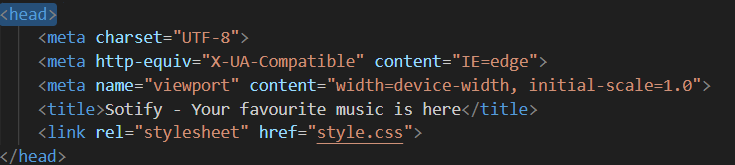 <head>
<meta charset="UTF-8">
<meta http-equiv="X-UA-Compatible" content="IE=edge">
<meta name="viewport" content="width=device-width, initial-scale=1.0">
<title>Sotify - Your favourite music is here</title>
<link rel="stylesheet" href="style.css">
</head>